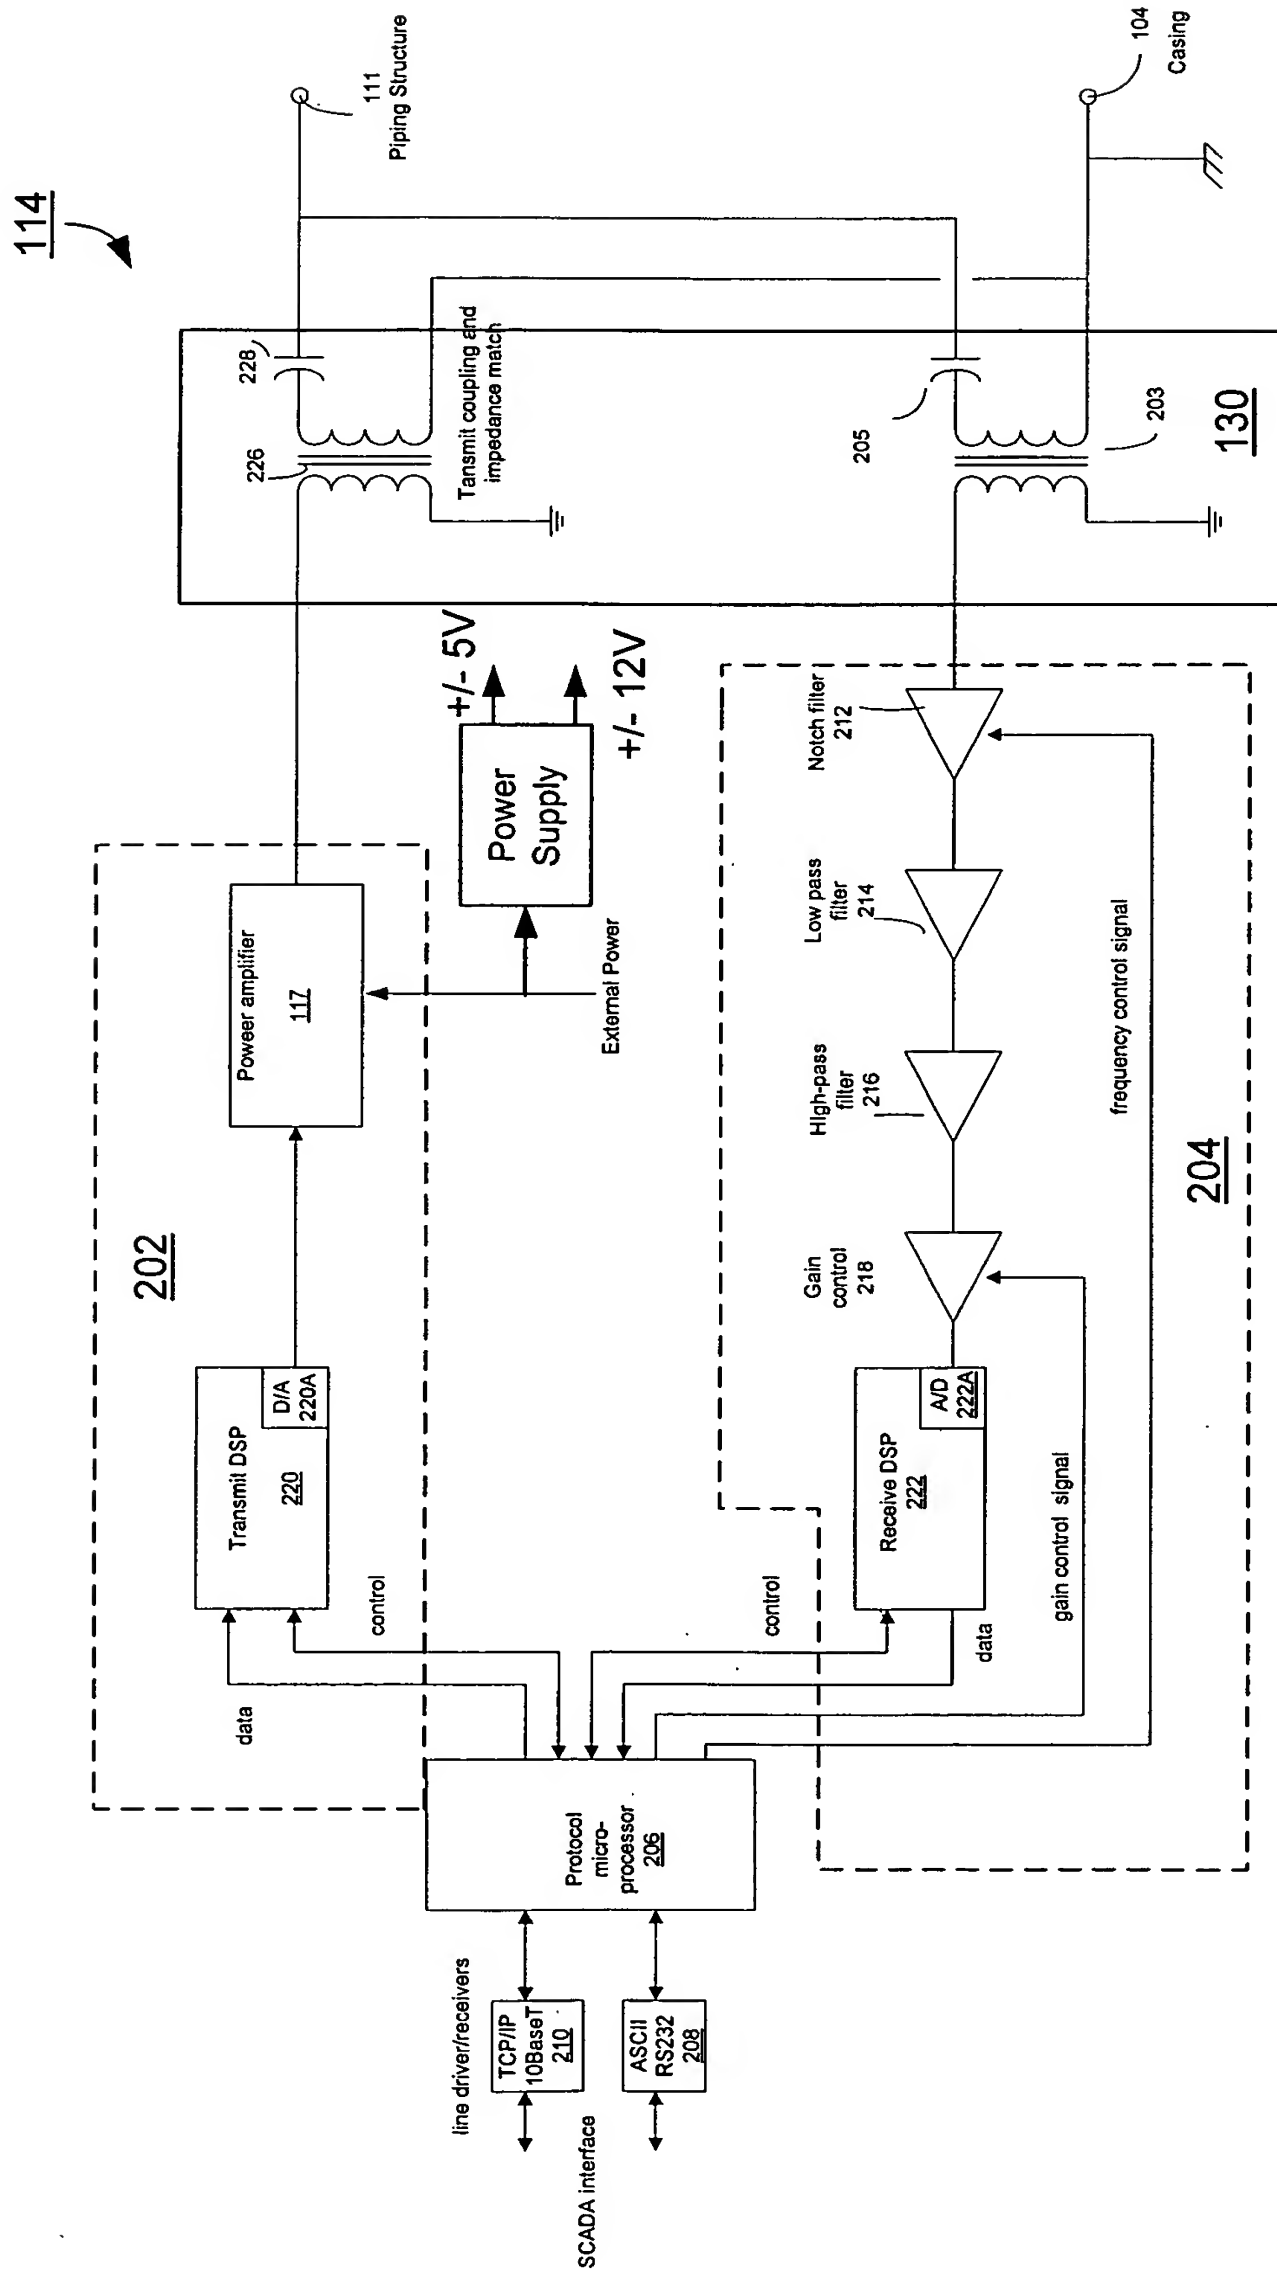 114
111
Piping Structure
104
Casing
228
226
Tansmit coupling and
impedance match
205
203
130
+/- 5V
+/- 12V
Power
Supply
External Power
202
Poweer amplifier
117
Transmit DSP
220
D/A
220A
data
control
Notch filter
212
Low pass
filter
214
High-pass
filter
216
Gain
control
218
frequency control signal
204
Receive DSP
222
A/D
222A
gain control signal
control
data
Protocol
micro-
processor
206
line driver/receivers
TCP/IP
10BaseT
210
ASCII
RS232
208
SCADA interface